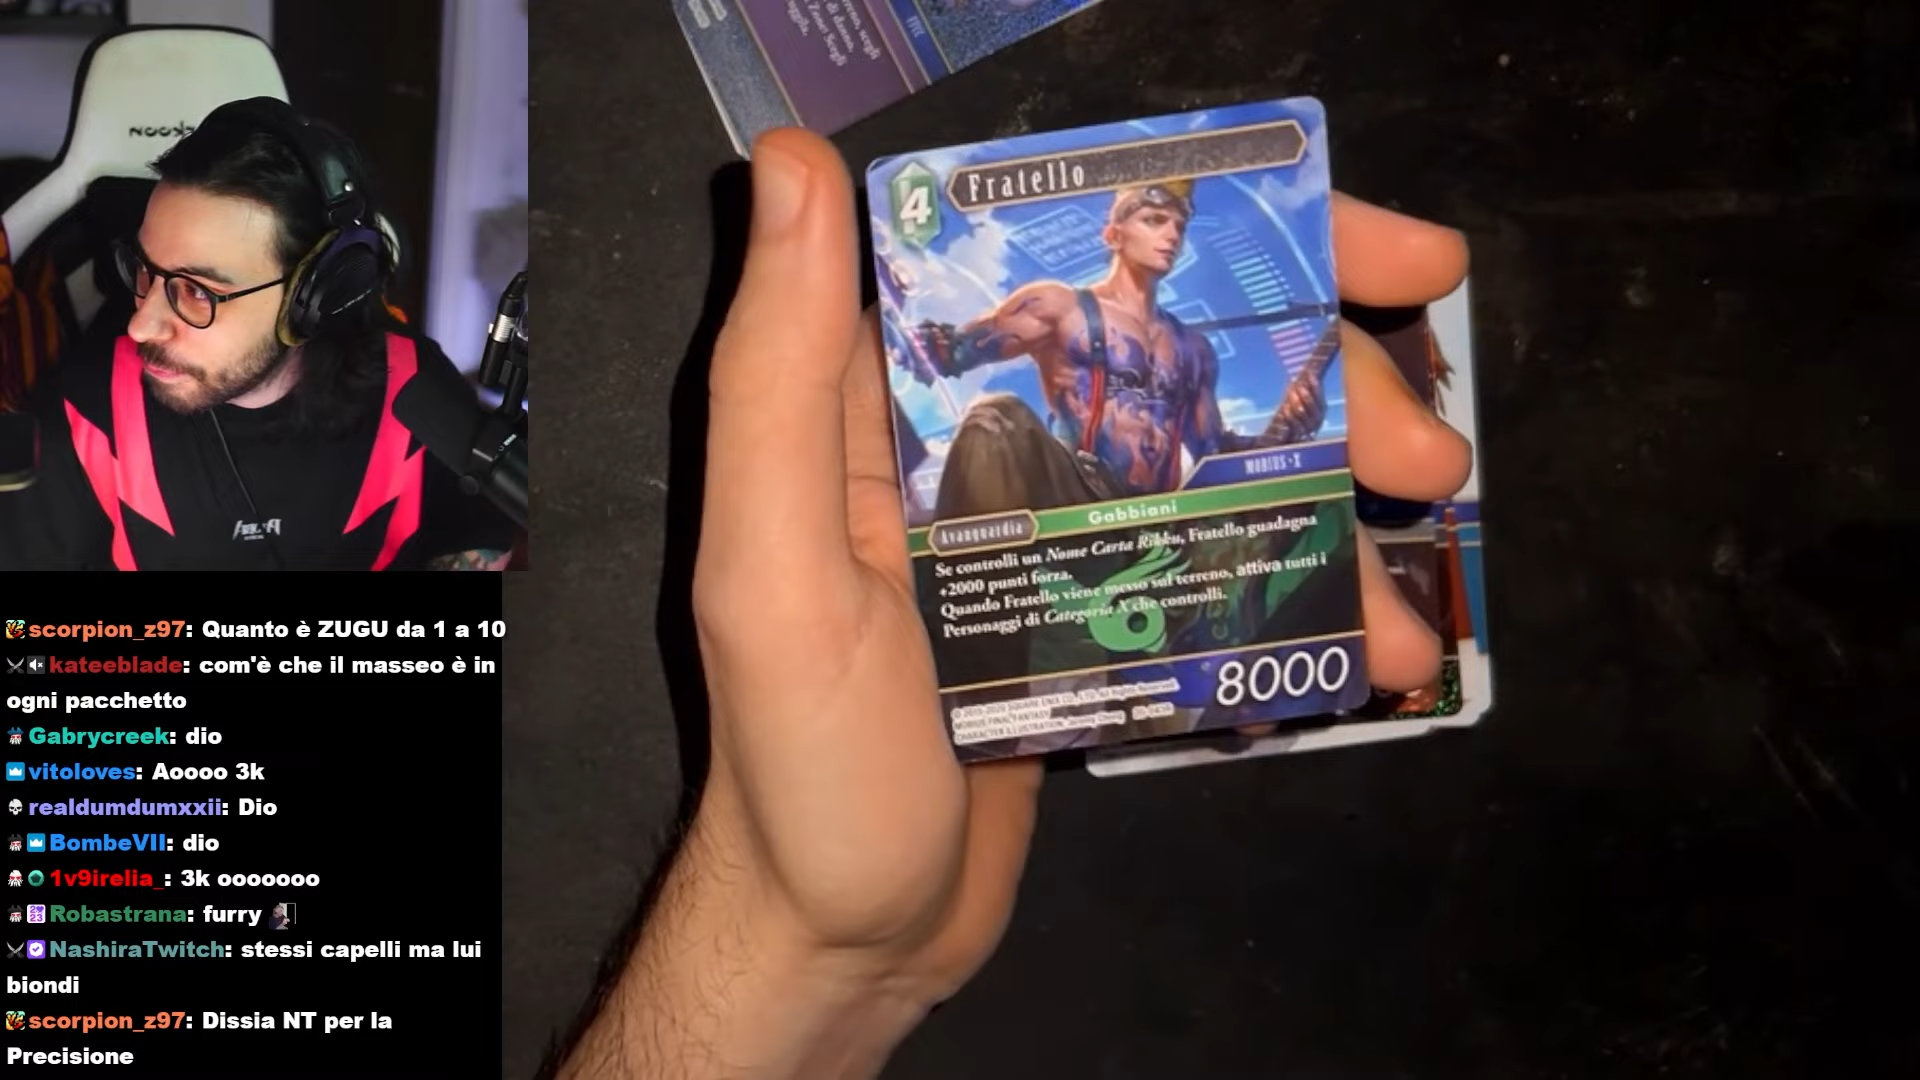 Fratello
4
MOBIUS·X
Gabbiani
Avanguardia
Se controlli un Nome Carta Rikku, Fratello guadagna
+2000 punti forza.
Quando Fratello viene messo sul terreno, attiva tutti i
Personaggi di Categoria X che controlli.
8000
scorpion_z97: Quanto è ZUGU da 1 a 10
kateeblade: com'è che il masseo è in
ogni pacchetto
Gabrycreek: dio
vitoloves: Aoooo 3k
realdumdumxxii: Dio
BombeVII: dio
1v9irelia_: 3k ooooooo
Robastrana: furry
NashiraTwitch: stessi capelli ma lui
biondi
scorpion_z97: Dissia NT per la
Precisione